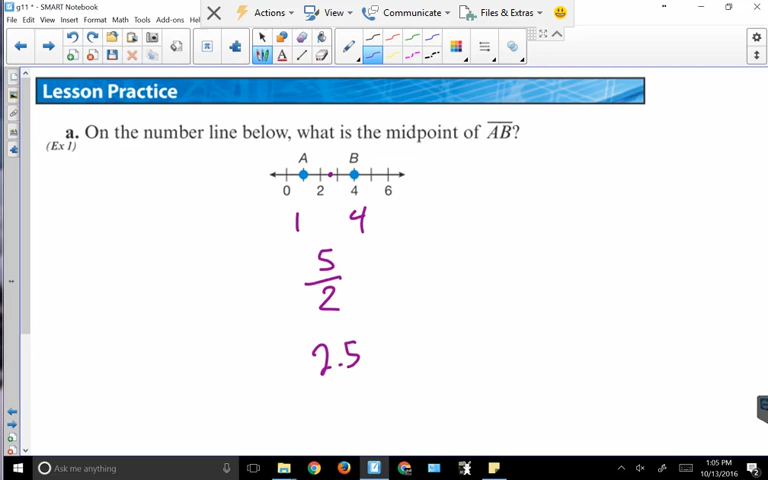 g11 * - SMART Notebook
Actions View Communicate Files & Extras
File Edit View Insert Format Math Tools Add-ons Help
Lesson Practice
a. On the number line below, what is the midpoint of AB?
(Ex 1)
A B
0 2 4 6
1 4
5
2
2.5
Ask me anything
1:05 PM
10/13/2016
2